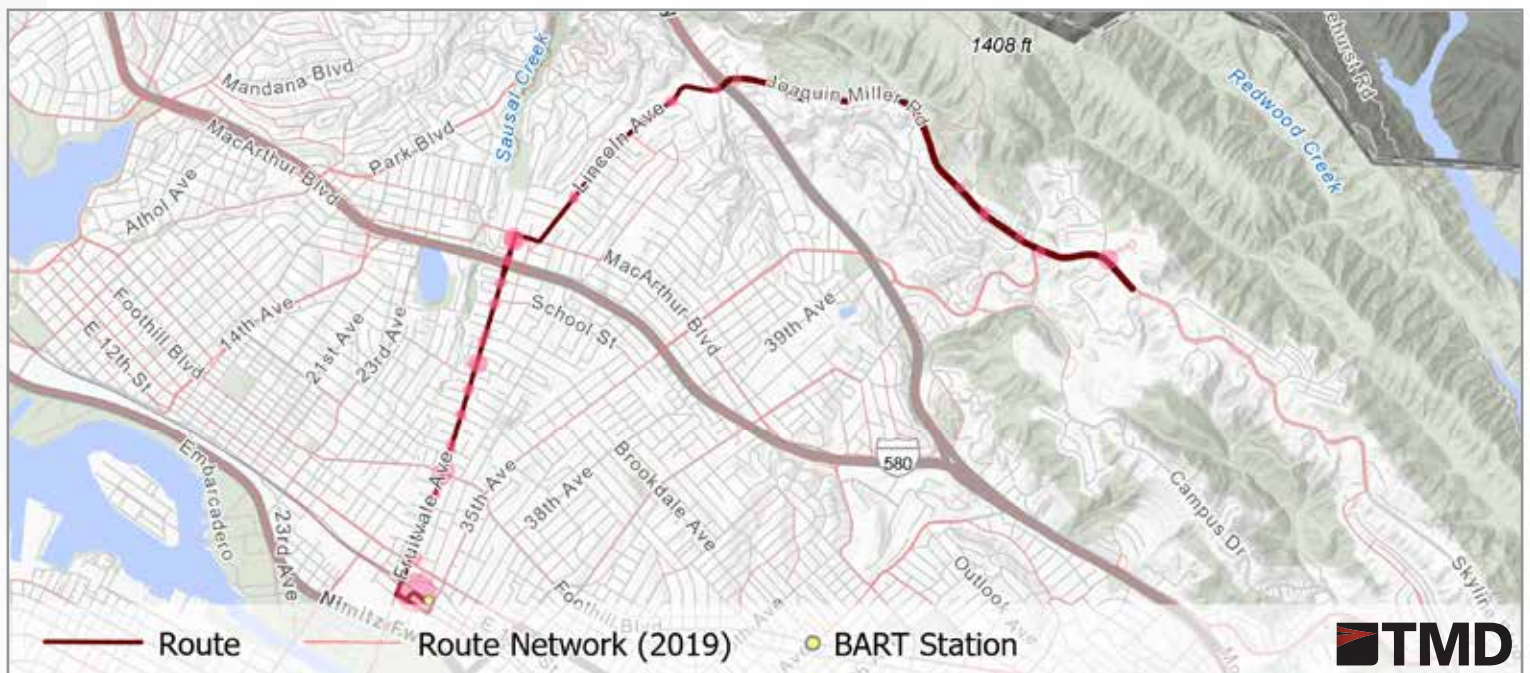 1408 ft
Mandana Blvd
Sausal Creek
Joaquin Miller Rd
Redwood Creek
MacArthur Blvd
Park Blvd
Lincoln Ave
Athol Ave
MacArthur Blvd
Foothill Blvd
14th Ave
21st Ave
23rd Ave
School St
39th Ave
E 12th St
580
Embarcadero
23rd Ave
Fruitvale Ave
35th Ave
38th Ave
Brookdale Ave
Campus Dr
Outloot Ave
Skyline
Nimitz Fw
Foothill Blvd
Route
Route Network (2019)
BART Station
TMD